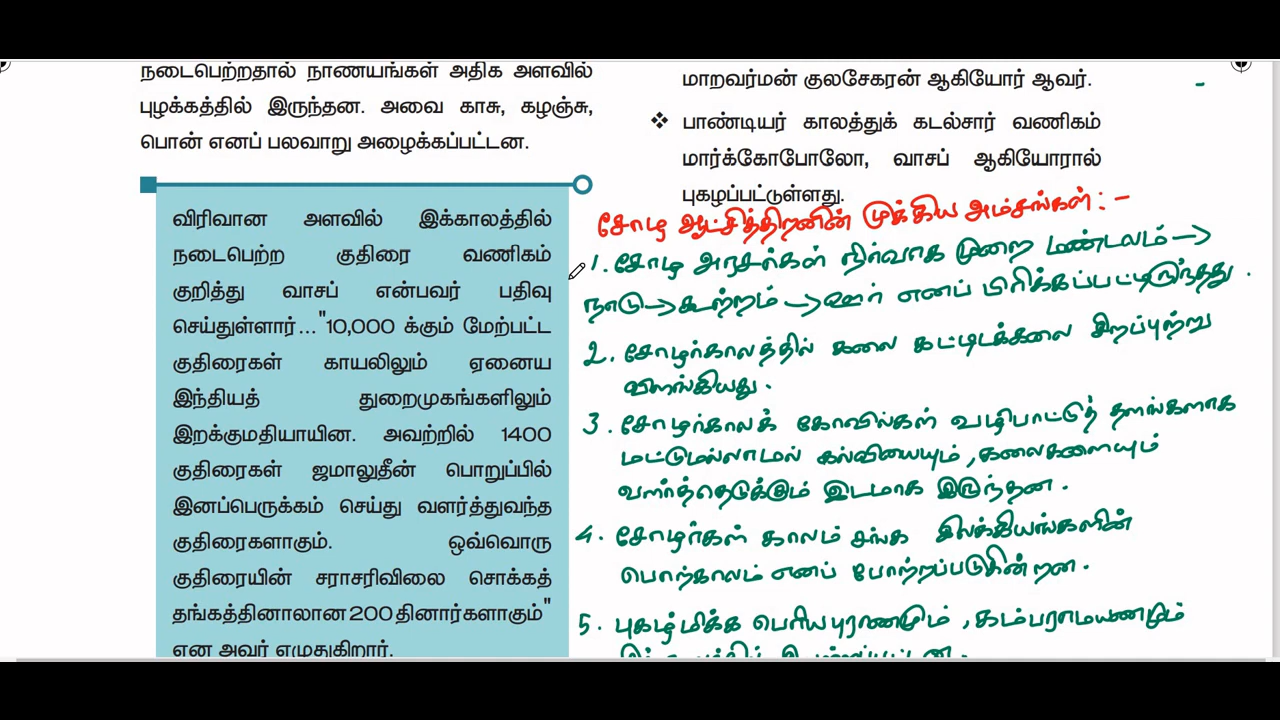 நடைபெற்றதால் நாணயங்கள் அதிக அளவில்
புழக்கத்தில் இருந்தன. அவை காசு, கழஞ்சு,
பொன் எனப் பலவாறு அழைக்கப்பட்டன.
விரிவான அளவில் இக்காலத்தில்
நடைபெற்ற குதிரை வணிகம்
குறித்து வாசப் என்பவர் பதிவு
செய்துள்ளார்..."10,000 க்கும் மேற்பட்ட
குதிரைகள் காயலிலும் ஏனைய
இந்தியத் துறைமுகங்களிலும்
இறக்குமதியாயின. அவற்றில் 1400
குதிரைகள் ஜமாலுதீன் பொறுப்பில்
இனப்பெருக்கம் செய்து வளர்த்துவந்த
குதிரைகளாகும். ஒவ்வொரு
குதிரையின் சராசரிவிலை சொக்கத்
தங்கத்தினாலான 200 தினார்களாகும்"
என அவர் எழுதுகிறார்.
மாறவர்மன் குலசேகரன் ஆகியோர் ஆவர்.
❖ பாண்டியர் காலத்துக் கடல்சார் வணிகம்
மார்க்கோபோலோ, வாசப் ஆகியோரால்
புகழப்பட்டுள்ளது.
சோழ ஆட்சித்திறனின் முக்கிய அம்சங்கள் : -
1. சோழ அரசர்கள் நிர்வாக முறை மண்டலம் →
நாடு → கூற்றம் → ஊர் எனப் பிரிக்கப்பட்டிருந்தது.
2. சோழர்காலத்தில் கலை கட்டிடக்கலை சிறப்புற்று
விளங்கியது.
3. சோழர்காலக் கோவில்கள் வழிபாட்டுத் தளங்களாக
மட்டுமல்லாமல் கல்வியையும், கலைகளையும்
வளர்த்தெடுக்கும் இடமாக இருந்தன.
4. சோழர்கள் காலம் சங்க இலக்கியங்களின்
பொற்காலம் எனப் போற்றப்படுகின்றன.
5. புகழ்மிக்க பெரியபுராணமும், கம்பராமயணமும்